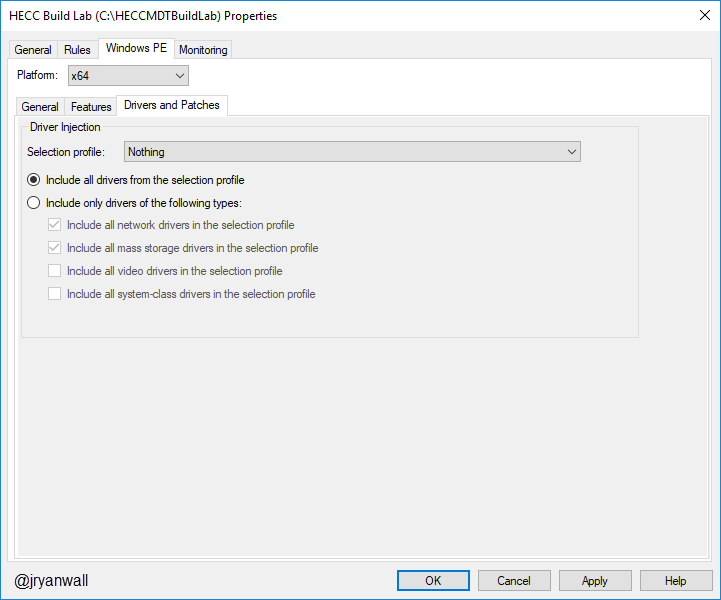 HECC Build Lab (C:\HECCMDTBuildLab) Properties
General Rules Windows PE Monitoring
Platform: x64
General Features Drivers and Patches
Driver Injection
Selection profile: Nothing
Include all drivers from the selection profile
Include only drivers of the following types:
Include all network drivers in the selection profile
Include all mass storage drivers in the selection profile
Include all video drivers in the selection profile
Include all system-class drivers in the selection profile
@jryanwall OK Cancel Apply Help